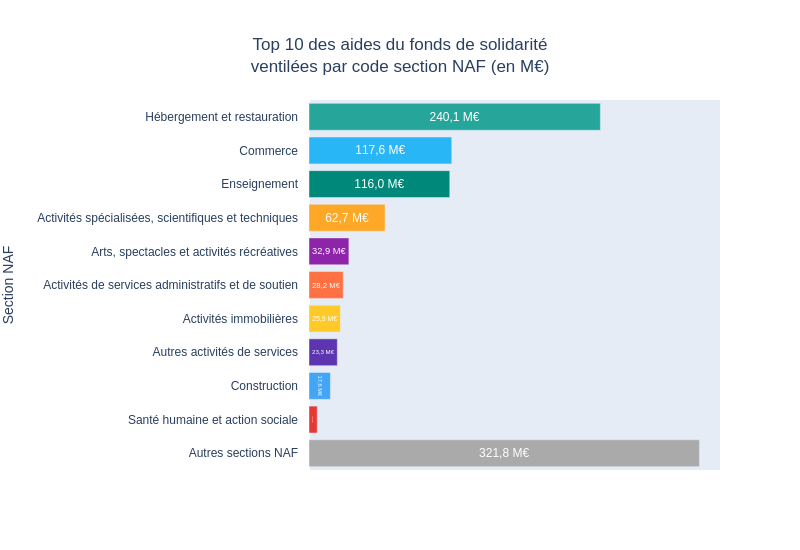 Top 10 des aides du fonds de solidarité
ventilées par code section NAF (en M€)
Section NAF
Hébergement et restauration 240,1 M€
Commerce 117,6 M€
Enseignement 116,0 M€
Activités spécialisées, scientifiques et techniques 62,7 M€
Arts, spectacles et activités récréatives 32,9 M€
Activités de services administratifs et de soutien 28,2 M€
Activités immobilières
Autres activités de services 23,3 M€
Construction
Santé humaine et action sociale
Autres sections NAF 321,8 M€